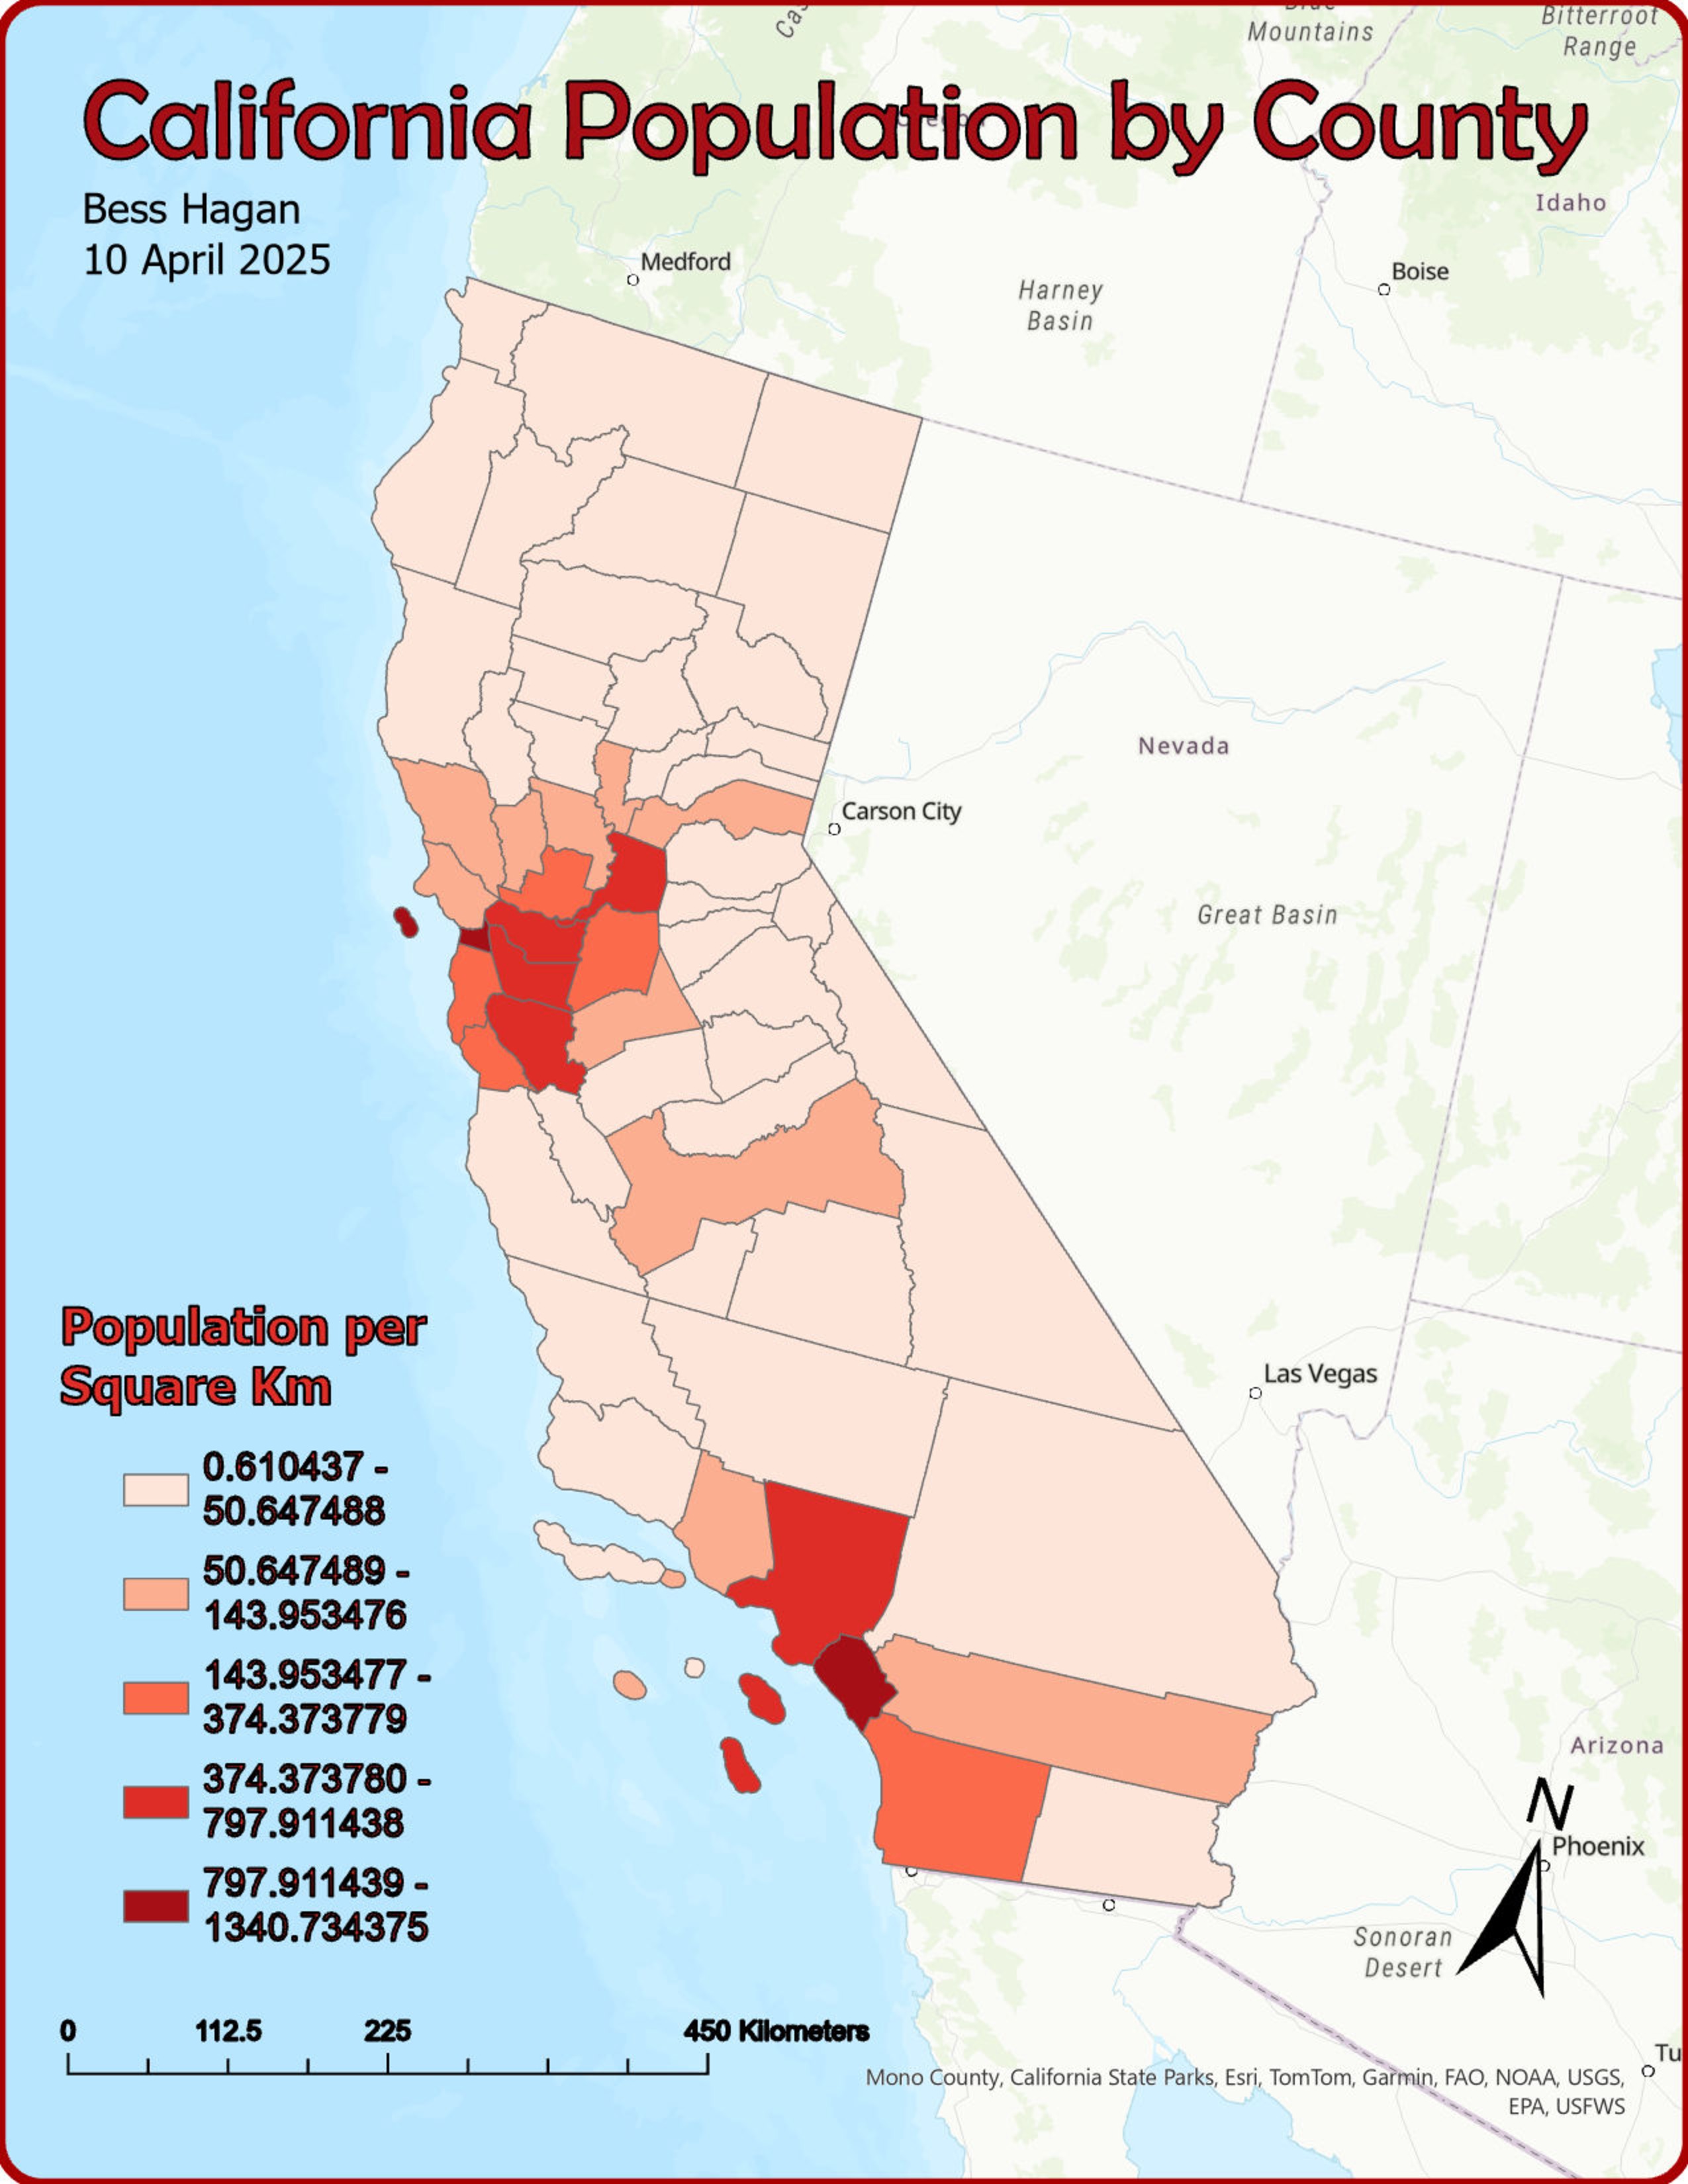 Mountains
Bitterroot
Range
California Population by County
Oregon
Bess Hagan
10 April 2025
Idaho
Medford
Boise
Harney
Basin
Nevada
Carson City
Great Basin
Population per
Square Km
Las Vegas
0.610437 -
50.647488
50.647489 -
143.953476
143.953477 -
374.373779
374.373780 -
797.911438
797.911439 -
1340.734375
Arizona
N
Phoenix
Sonoran
Desert
0 112.5 225 450 Kilometers
Tu
Mono County, California State Parks, Esri, TomTom, Garmin, FAO, NOAA, USGS,
EPA, USFWS